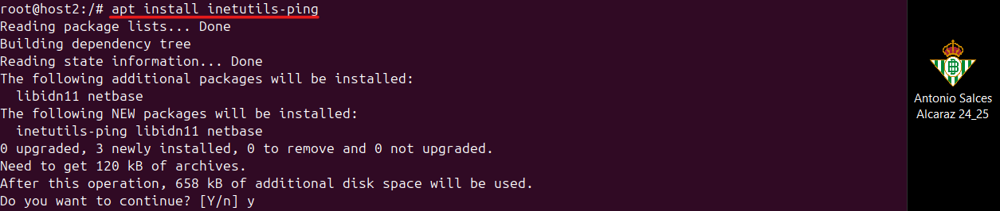 root@host2:/# apt install inetutils-ping
Reading package lists... Done
Building dependency tree
Reading state information... Done
The following additional packages will be installed:
  libidn11 netbase
The following NEW packages will be installed:
  inetutils-ping libidn11 netbase
0 upgraded, 3 newly installed, 0 to remove and 0 not upgraded.
Need to get 120 kB of archives.
After this operation, 658 kB of additional disk space will be used.
Do you want to continue? [Y/n] y
Antonio Salces
Alcaraz 24_25